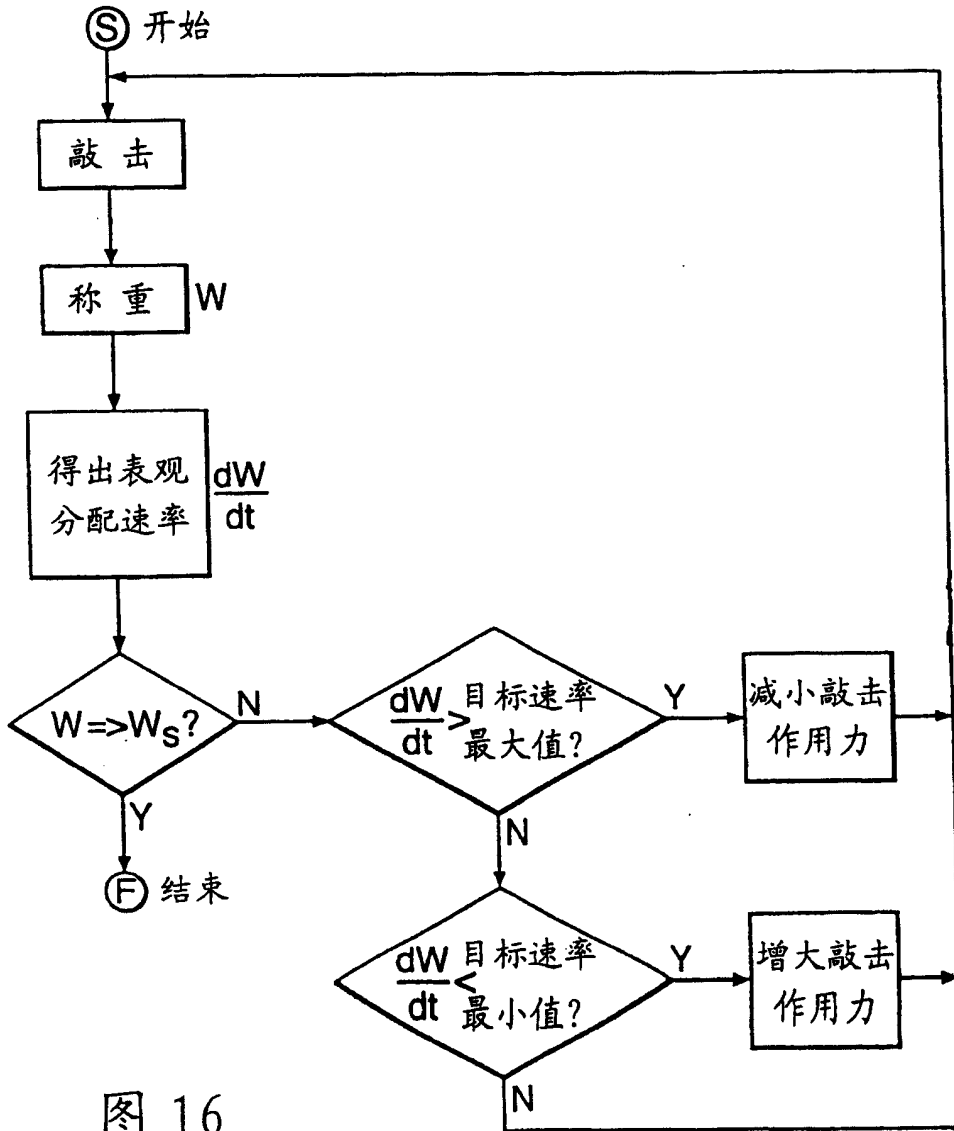 S 开始
敲击
称重 W
得出表观
分配速率
dW
dt
W=>WS?
N
Y
F 结束
dW
dt
> 目标速率
最大值?
Y
减小敲击
作用力
N
dW
dt
< 目标速率
最小值?
Y
增大敲击
作用力
N
图 16